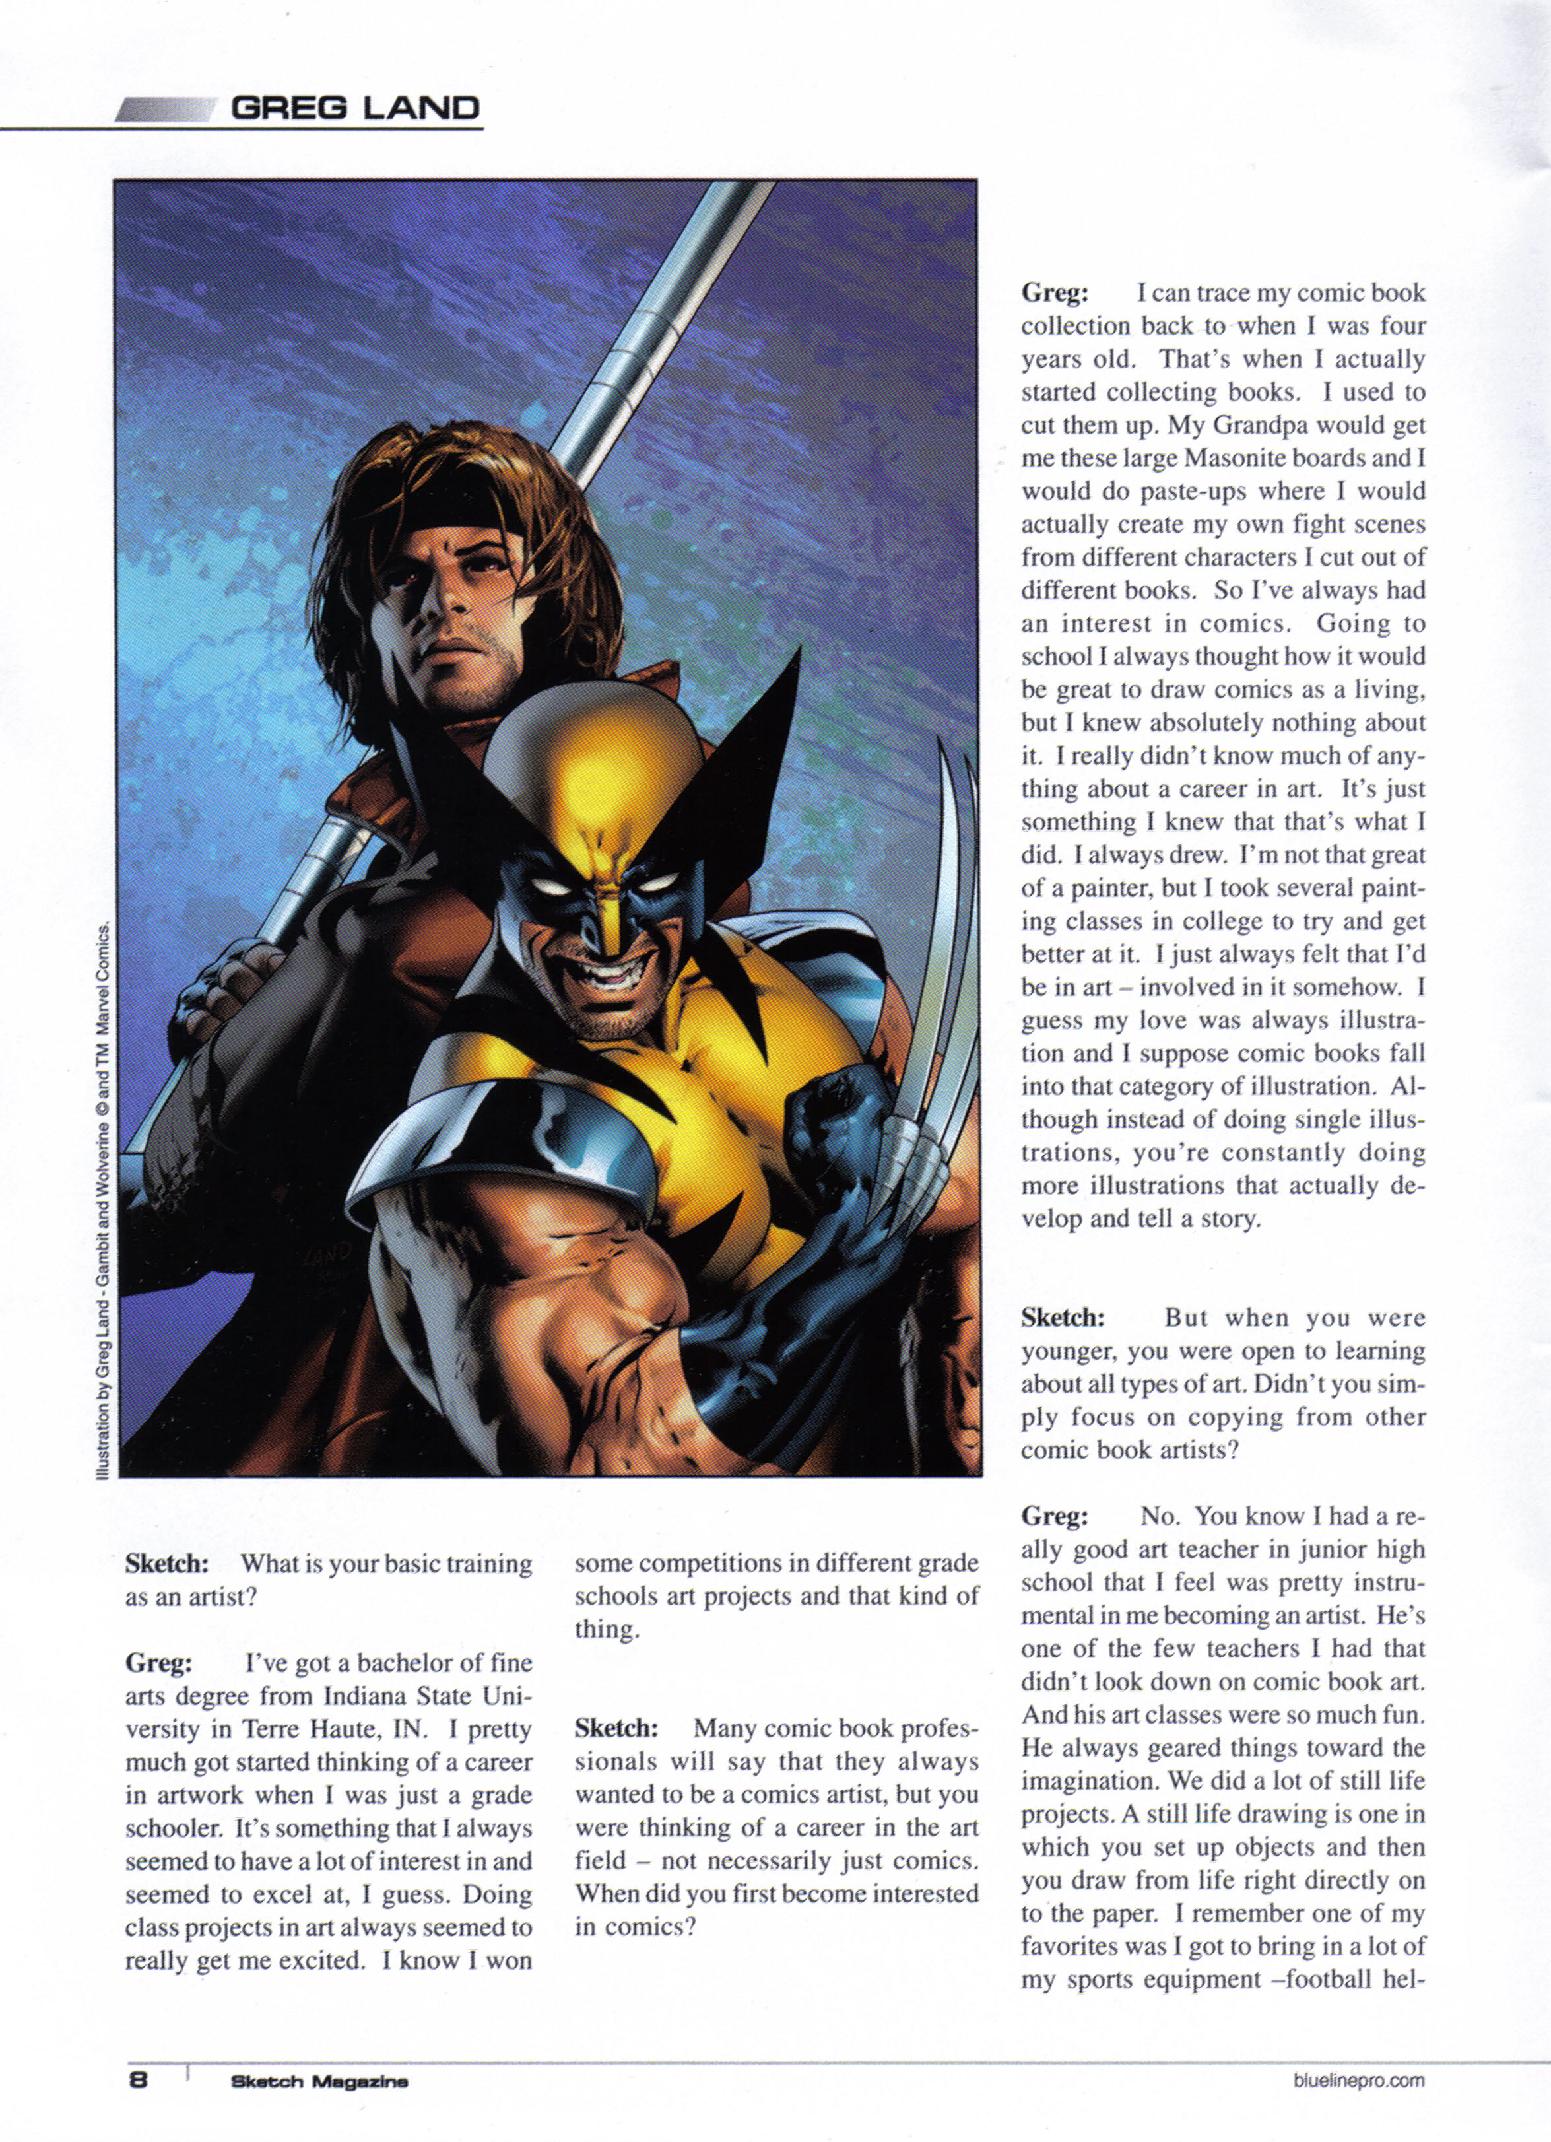 GREG LAND
Illustration by Greg Land - Gambit and Wolverine © and TM Marvel Comics.
LAND
Sketch: What is your basic training
as an artist?
Greg: I've got a bachelor of fine
arts degree from Indiana State Uni-
versity in Terre Haute, IN. I pretty
much got started thinking of a career
in artwork when I was just a grade
schooler. It's something that I always
seemed to have a lot of interest in and
seemed to excel at, I guess. Doing
class projects in art always seemed to
really get me excited. I know I won
some competitions in different grade
schools art projects and that kind of
thing.
Sketch: Many comic book profes-
sionals will say that they always
wanted to be a comics artist, but you
were thinking of a career in the art
field – not necessarily just comics.
When did you first become interested
in comics?
Greg: I can trace my comic book
collection back to when I was four
years old. That's when I actually
started collecting books. I used to
cut them up. My Grandpa would get
me these large Masonite boards and I
would do paste-ups where I would
actually create my own fight scenes
from different characters I cut out of
different books. So I've always had
an interest in comics. Going to
school I always thought how it would
be great to draw comics as a living,
but I knew absolutely nothing about
it. I really didn't know much of any-
thing about a career in art. It's just
something I knew that that's what I
did. I always drew. I'm not that great
of a painter, but I took several paint-
ing classes in college to try and get
better at it. I just always felt that I'd
be in art – involved in it somehow. I
guess my love was always illustra-
tion and I suppose comic books fall
into that category of illustration. Al-
though instead of doing single illus-
trations, you're constantly doing
more illustrations that actually de-
velop and tell a story.
Sketch: But when you were
younger, you were open to learning
about all types of art. Didn't you sim-
ply focus on copying from other
comic book artists?
Greg: No. You know I had a re-
ally good art teacher in junior high
school that I feel was pretty instru-
mental in me becoming an artist. He's
one of the few teachers I had that
didn't look down on comic book art.
And his art classes were so much fun.
He always geared things toward the
imagination. We did a lot of still life
projects. A still life drawing is one in
which you set up objects and then
you draw from life right directly on
to the paper. I remember one of my
favorites was I got to bring in a lot of
my sports equipment –football hel-
8 Sketch Magazine
bluelinepro.com